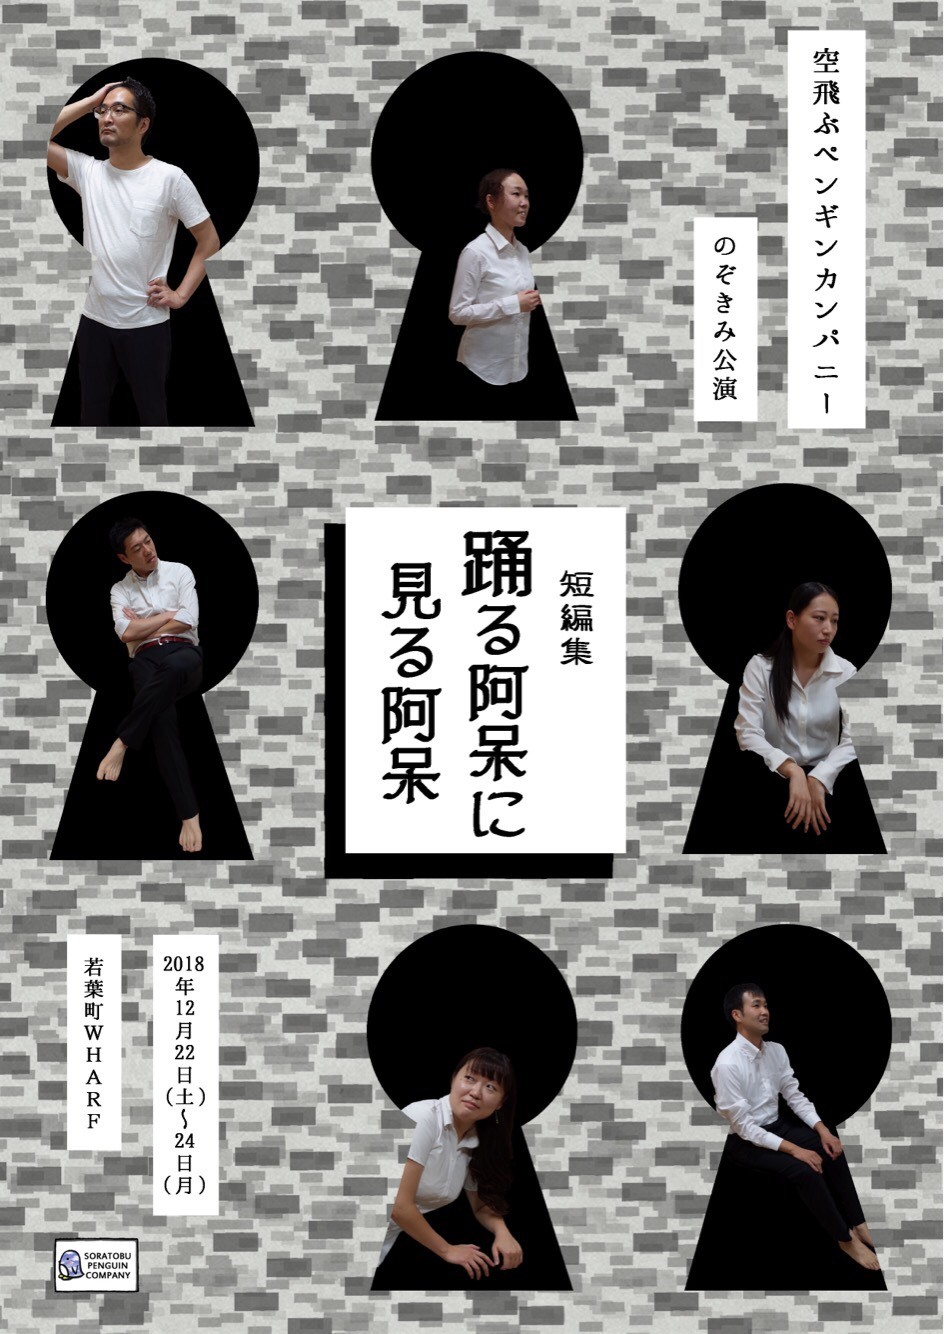 空飛ぶペンギンカンパニー
のぞきみ公演
短編集
踊る阿呆に
見る阿呆
2018年12月22日(土)〜24日(月)
若葉町WHARF
SORATOBU
PENGUIN
COMPANY